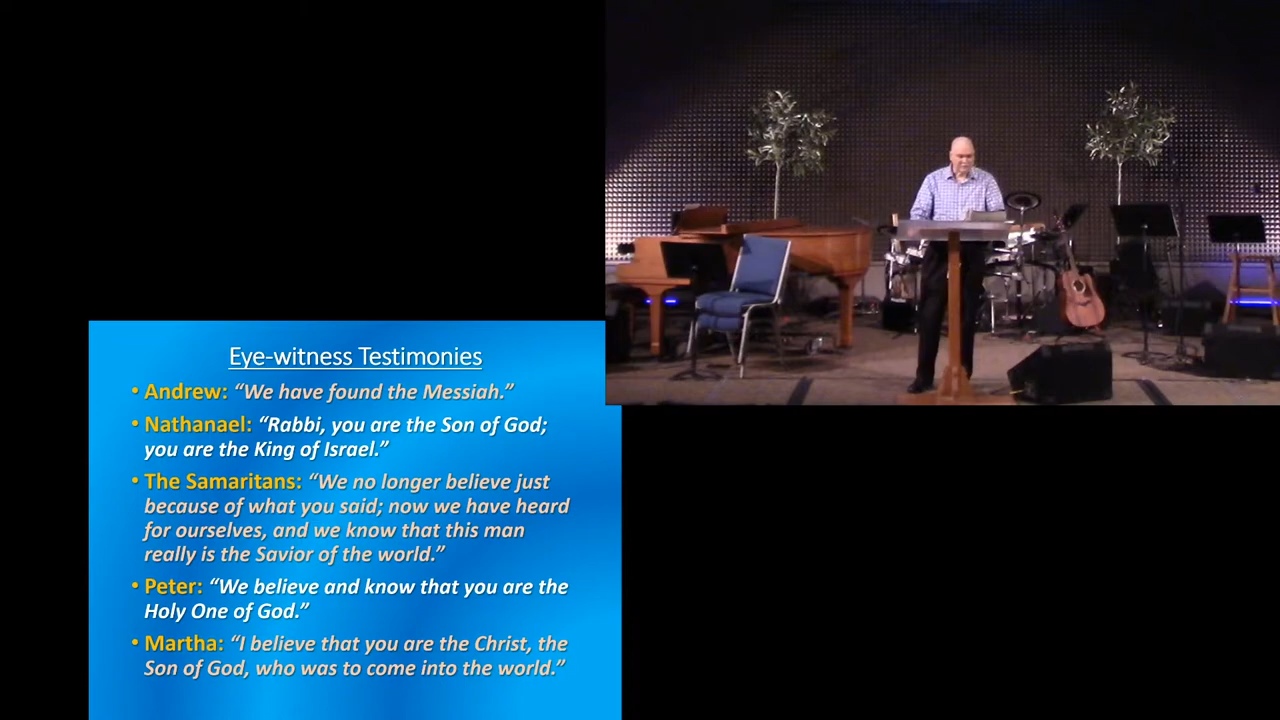 Eye-witness Testimonies
• Andrew: “We have found the Messiah.”
• Nathanael: “Rabbi, you are the Son of God;
you are the King of Israel.”
• The Samaritans: “We no longer believe just
because of what you said; now we have heard
for ourselves, and we know that this man
really is the Savior of the world.”
• Peter: “We believe and know that you are the
Holy One of God.”
• Martha: “I believe that you are the Christ, the
Son of God, who was to come into the world.”